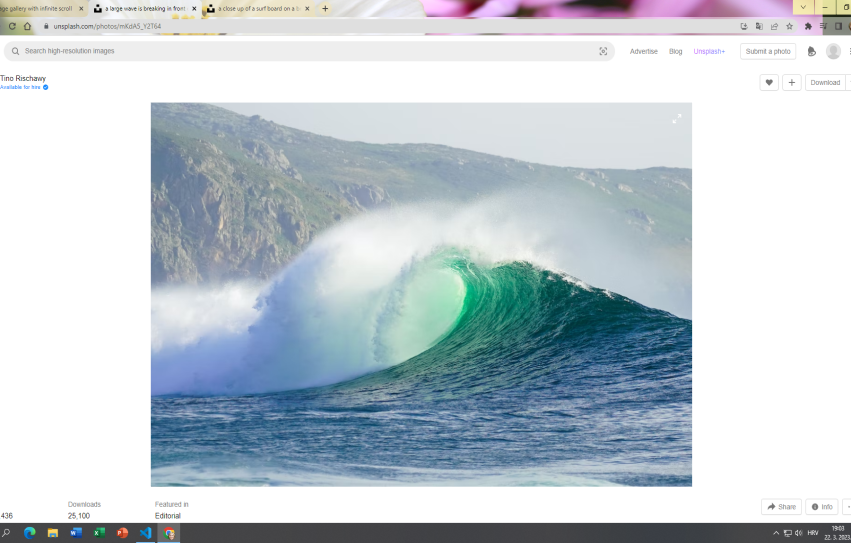 ge gallery with infinite scroll
a large wave is breaking in front
a close up of a surf board on a b
unsplash.com/photos/mKdA5_Y2T64
Search high-resolution images
Advertise
Blog
Unsplash+
Submit a photo
Tino Rischawy
Available for hire
Download
Downloads
Featured in
436
25,100
Editorial
Share
Info
HRV
19:03
22. 3. 2023.